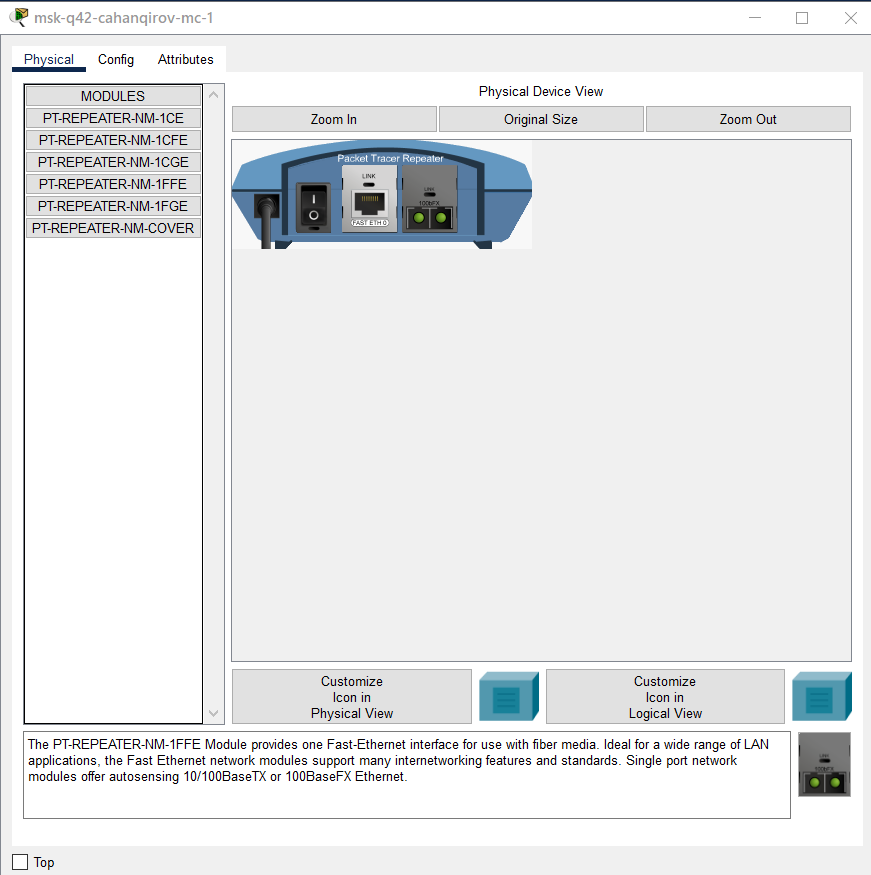 msk-q42-cahanqirov-mc-1
Physical
Config
Attributes
MODULES
PT-REPEATER-NM-1CE
PT-REPEATER-NM-1CFE
PT-REPEATER-NM-1CGE
PT-REPEATER-NM-1FFE
PT-REPEATER-NM-1FGE
PT-REPEATER-NM-COVER
Physical Device View
Zoom In
Original Size
Zoom Out
Packet Tracer Repeater
LINK
FAST ETH 0
LINK
100bFX
Customize
Icon in
Physical View
Customize
Icon in
Logical View
The PT-REPEATER-NM-1FFE Module provides one Fast-Ethernet interface for use with fiber media. Ideal for a wide range of LAN
applications, the Fast Ethernet network modules support many internetworking features and standards. Single port network
modules offer autosensing 10/100BaseTX or 100BaseFX Ethernet.
LINK
100bFX
Top